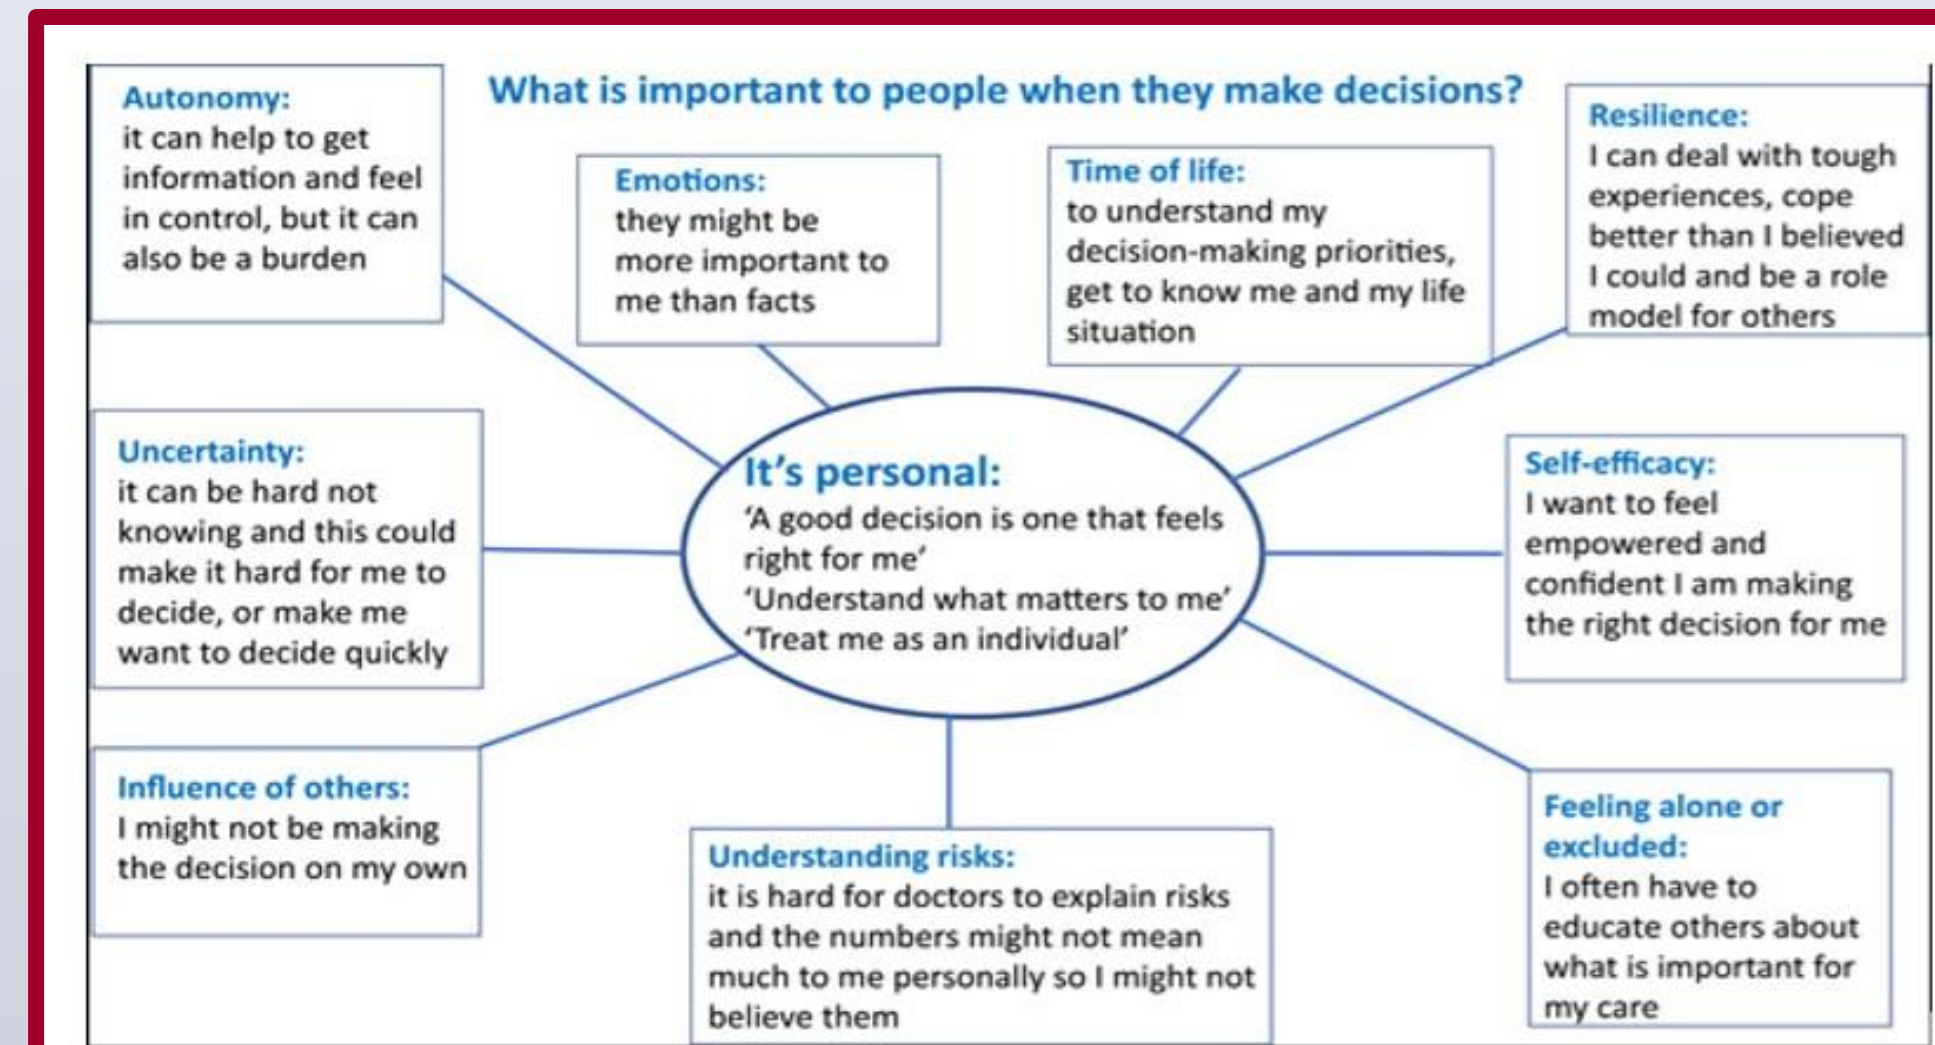 What is important to people when they make decisions?
Autonomy:
it can help to get
information and feel
in control, but it can
also be a burden
Emotions:
they might be
more important to
me than facts
Time of life:
to understand my
decision-making priorities,
get to know me and my life
situation
Resilience:
I can deal with tough
experiences, cope
better than I believed
I could and be a role
model for others
Uncertainty:
it can be hard not
knowing and this could
make it hard for me to
decide, or make me
want to decide quickly
It's personal:
‘A good decision is one that feels
right for me’
‘Understand what matters to me’
‘Treat me as an individual’
Self-efficacy:
I want to feel
empowered and
confident I am making
the right decision for me
Influence of others:
I might not be making
the decision on my own
Understanding risks:
it is hard for doctors to explain risks
and the numbers might not mean
much to me personally so I might not
believe them
Feeling alone or
excluded:
I often have to
educate others about
what is important for
my care